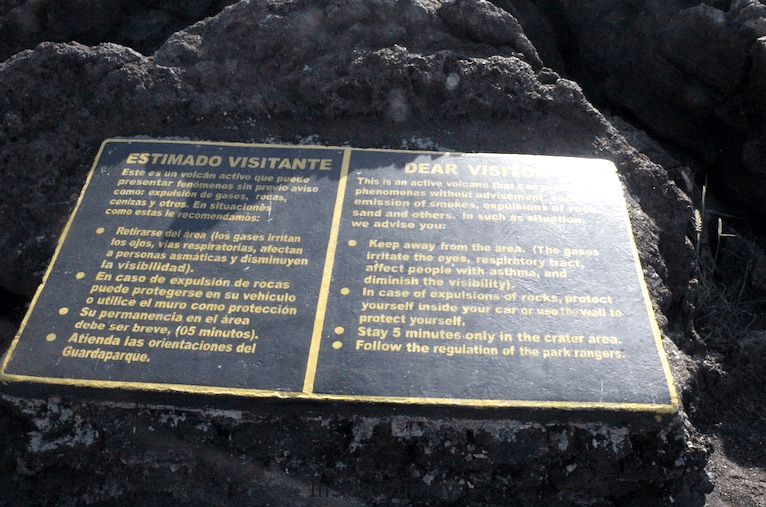 ESTIMADO VISITANTE
Este es un volcán activo que puede
presentar fenómenos sin previo aviso
como: expulsión de gases, rocas,
cenizas y otros. En situaciones
como estas le recomendamos:
• Retirarse del área (los gases irritan
los ojos, vias respiratorias, afectan
a personas asmáticas y disminuyen
la visibilidad).
• En caso de expulsión de rocas
puede protegerse en su vehículo
o utilice el muro como protección
• Su permanencia en el área
debe ser breve, (05 minutos).
• Atienda las orientaciones del
Guardaparque.
DEAR
This is an active volcano that can
phenomenas without advisement,
emission of smokes, expulsions of
sand and others. In such as situation,
we advise you:
• Keep away from the area. (The gases
irritate the eyes, respiratory tract,
affect people with asthma, and
diminish the visibility).
• In case of expulsions of rocks, protect
yourself inside your car or use the wall to
protect yourself.
• Stay 5 minutes only in the crater area.
• Follow the regulation of the park rangers.